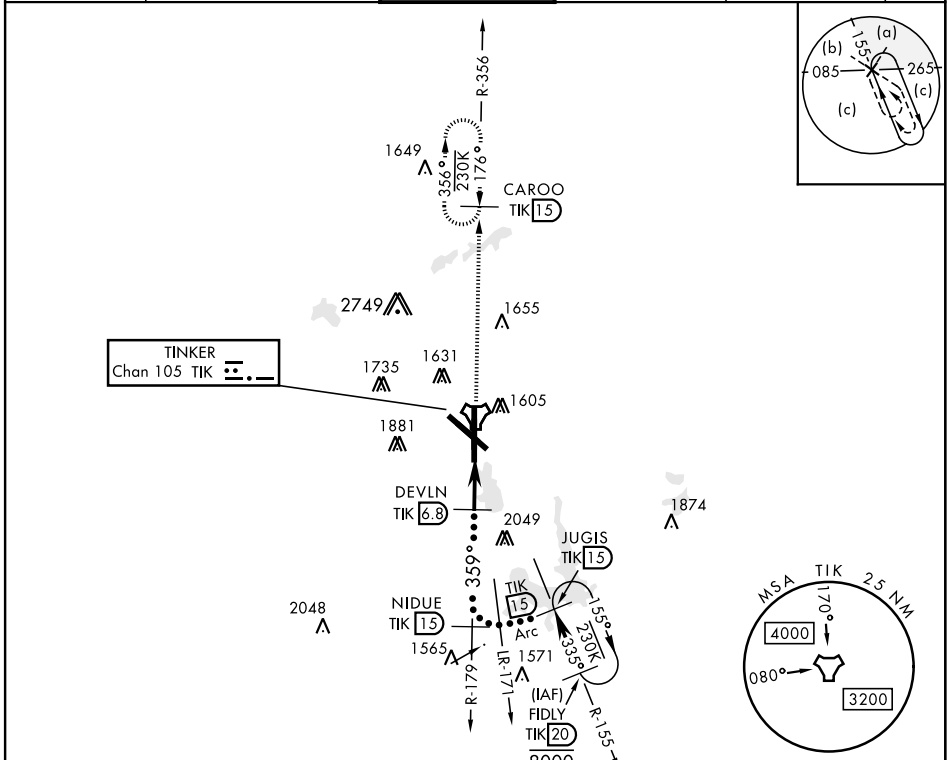 155°
(a)
(b)
085
265
(c)
(c)
R-356
1649
356°
230K
176°
CAROO
TIK 15
2749
1655
TINKER
Chan 105 TIK
1735
1631
1605
1881
DEVLN
TIK 6.8
2049
1874
JUGIS
TIK 15
359°
NIDUE
TIK 15
TIK
15
Arc
155°
230K
335°
2048
1565
1571
R-179
LR-171
(IAF)
FIDLY
TIK 20
8000
R-155
MSA TIK 25 NM
170°
4000
080°
3200